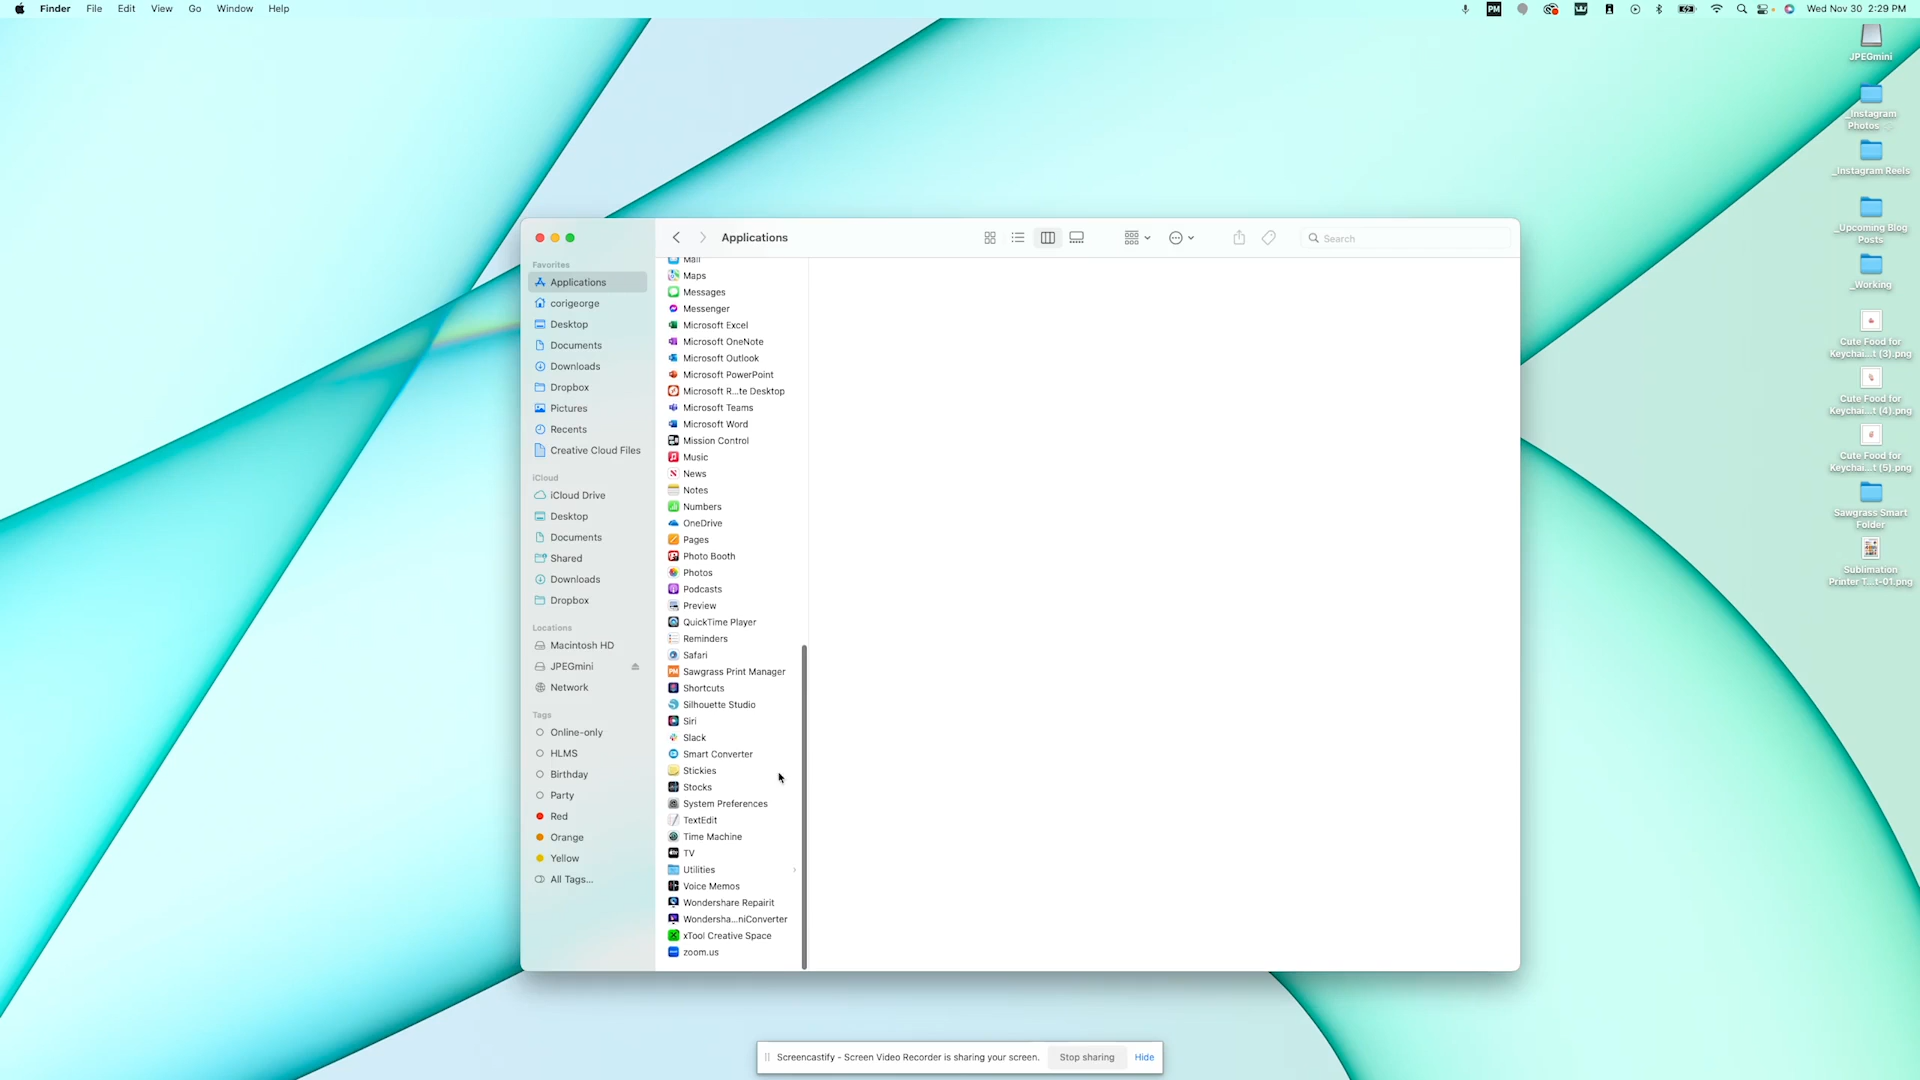 Finder File Edit View Go Window Help
PM
Wed Nov 30 2:29 PM
JPEGmini
_Instagram
Photos
_Instagram Reels
_Upcoming Blog
Posts
_Working
Cute Food for
Keychai...t (3).png
Cute Food for
Keychai...t (4).png
Cute Food for
Keychai...t (5).png
Sawgrass Smart
Folder
Sublimation
Printer T...t-01.png
Applications
Search
Favorites
Applications
corigeorge
Desktop
Documents
Downloads
Dropbox
Pictures
Recents
Creative Cloud Files
iCloud
iCloud Drive
Desktop
Documents
Shared
Downloads
Dropbox
Locations
Macintosh HD
JPEGmini
Network
Tags
Online-only
HLMS
Birthday
Party
Red
Orange
Yellow
All Tags...
Mail
Maps
Messages
Messenger
Microsoft Excel
Microsoft OneNote
Microsoft Outlook
Microsoft PowerPoint
Microsoft R...te Desktop
Microsoft Teams
Microsoft Word
Mission Control
Music
News
Notes
Numbers
OneDrive
Pages
Photo Booth
Photos
Podcasts
Preview
QuickTime Player
Reminders
Safari
Sawgrass Print Manager
Shortcuts
Silhouette Studio
Siri
Slack
Smart Converter
Stickies
Stocks
System Preferences
TextEdit
Time Machine
TV
Utilities
Voice Memos
Wondershare Repairit
Wondersha...niConverter
xTool Creative Space
zoom.us
Screencastify - Screen Video Recorder is sharing your screen. Stop sharing Hide